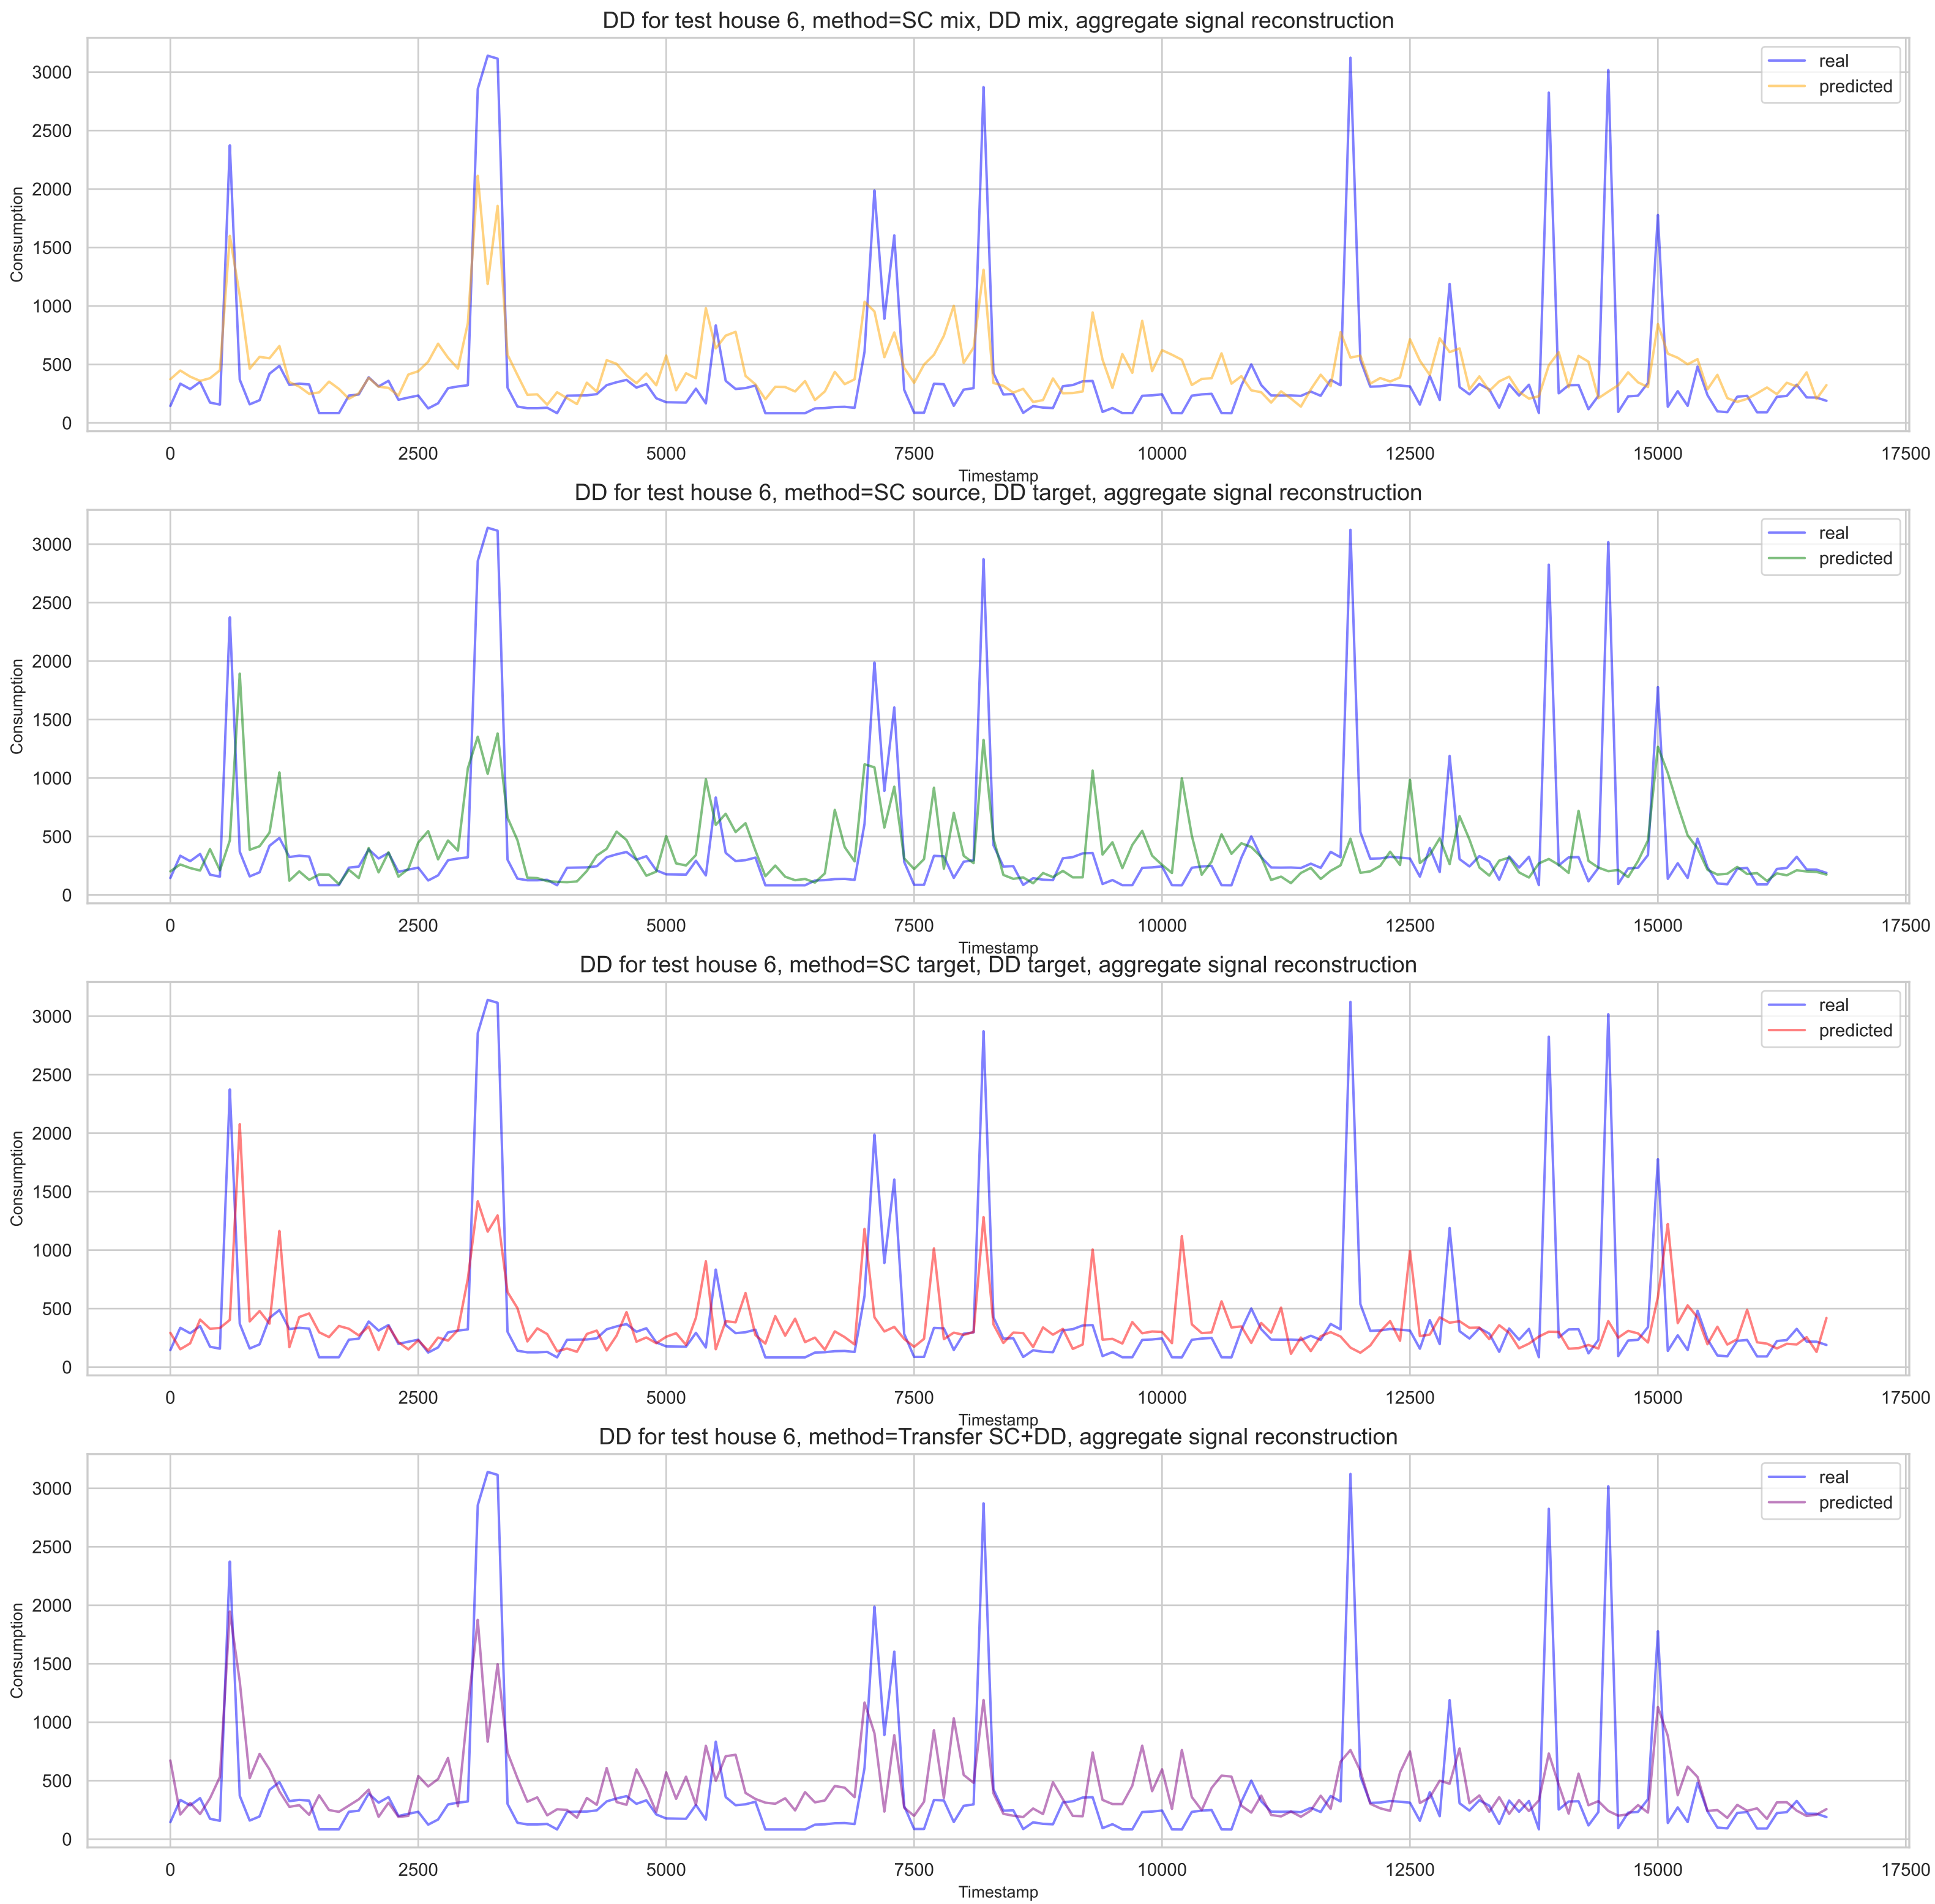 DD for test house 6, method=SC mix, DD mix, aggregate signal reconstruction
real
predicted
Consumption
3000
2500
2000
1500
1000
500
0
0 2500 5000 7500 10000 12500 15000 17500
Timestamp
DD for test house 6, method=SC source, DD target, aggregate signal reconstruction
real
predicted
Consumption
3000
2500
2000
1500
1000
500
0
0 2500 5000 7500 10000 12500 15000 17500
Timestamp
DD for test house 6, method=SC target, DD target, aggregate signal reconstruction
real
predicted
Consumption
3000
2500
2000
1500
1000
500
0
0 2500 5000 7500 10000 12500 15000 17500
Timestamp
DD for test house 6, method=Transfer SC+DD, aggregate signal reconstruction
real
predicted
Consumption
3000
2500
2000
1500
1000
500
0
0 2500 5000 7500 10000 12500 15000 17500
Timestamp